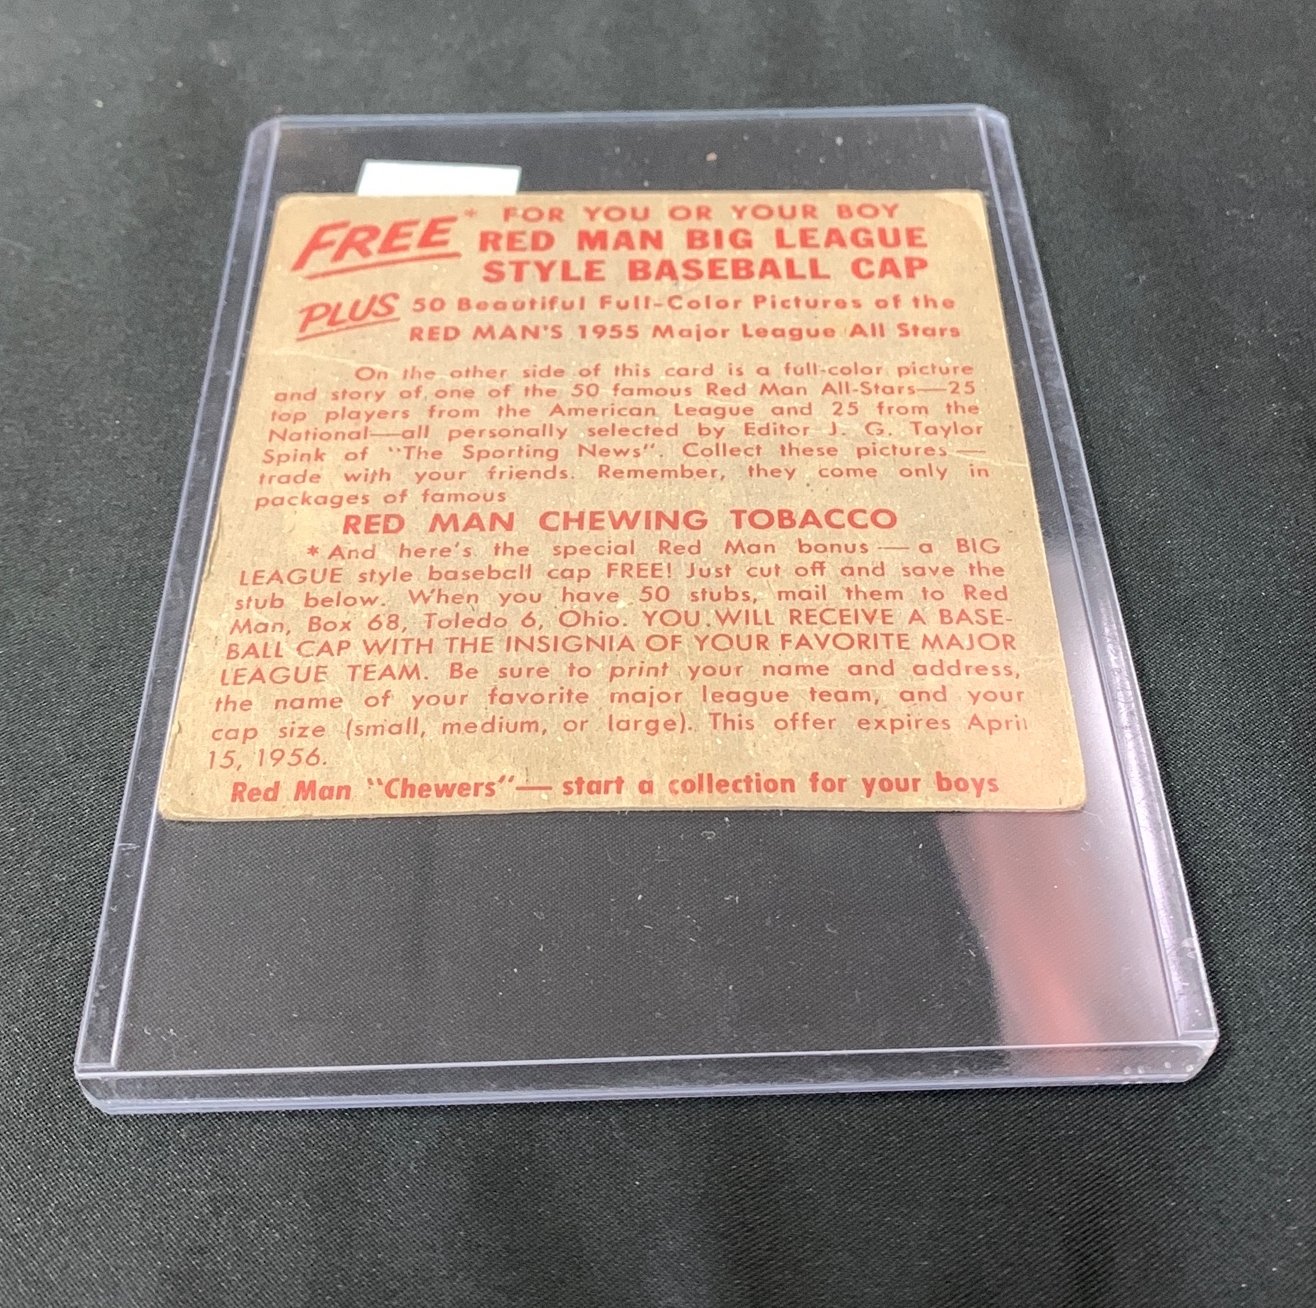 FREE* FOR YOU OR YOUR BOY
RED MAN BIG LEAGUE
STYLE BASEBALL CAP
PLUS 50 Beautiful Full-Color Pictures of the
RED MAN'S 1955 Major League All Stars
On the other side of this card is a full-color picture
and story of one of the 50 famous Red Man All-Stars—25
top players from the American League and 25 from the
National—all personally selected by Editor J. G. Taylor
Spink of "The Sporting News". Collect these pictures—
trade with your friends. Remember, they come only in
packages of famous
RED MAN CHEWING TOBACCO
*And here's the special Red Man bonus — a BIG
LEAGUE style baseball cap FREE! Just cut off and save the
stub below. When you have 50 stubs, mail them to Red
Man, Box 68, Toledo 6, Ohio. YOU WILL RECEIVE A BASE-
BALL CAP WITH THE INSIGNIA OF YOUR FAVORITE MAJOR
LEAGUE TEAM. Be sure to print your name and address,
the name of your favorite major league team, and your
cap size (small, medium, or large). This offer expires April
15, 1956.
Red Man "Chewers"— start a collection for your boys